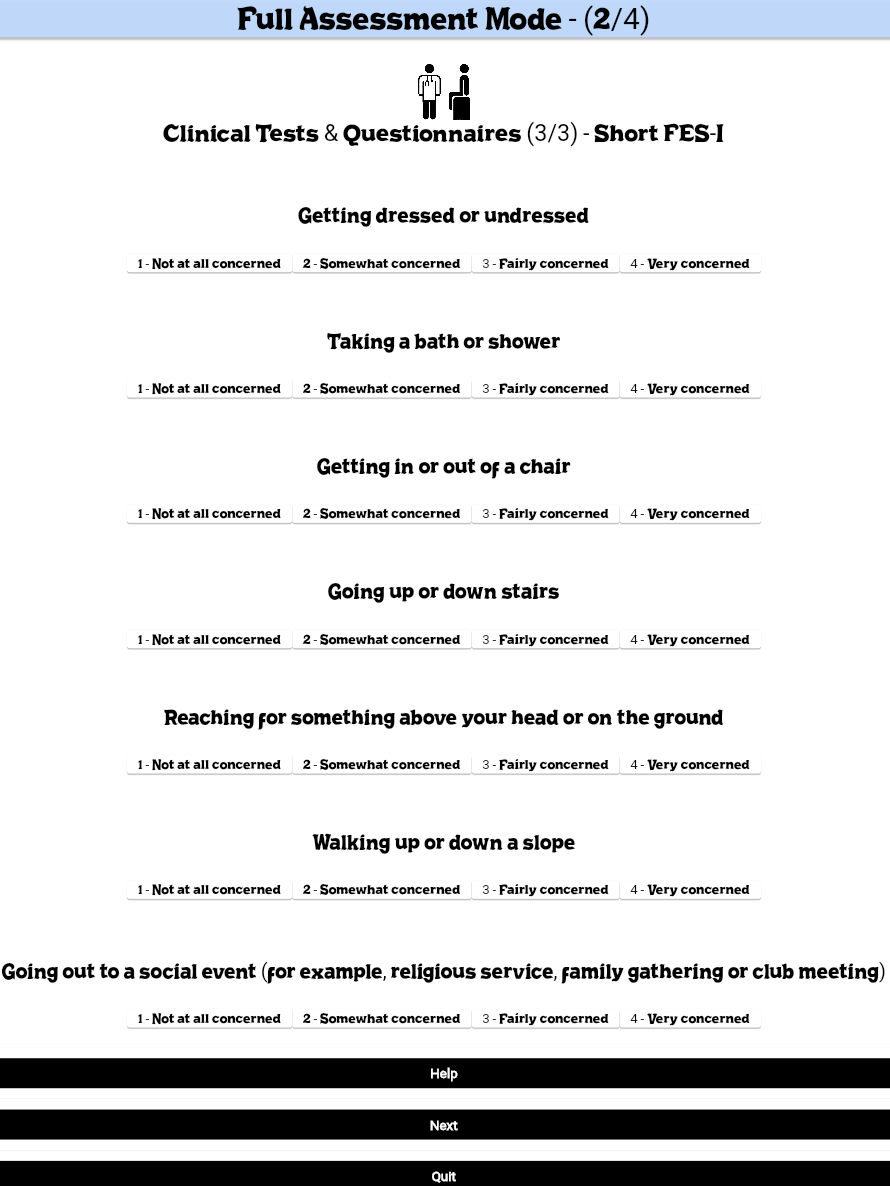 Full Assessment Mode - (2/4)
Clinical Tests & Questionnaires (3/3) - Short FES-I
Getting dressed or undressed
1 - Not at all concerned 2 - Somewhat concerned 3 - Fairly concerned 4 - Very concerned
Taking a bath or shower
1 - Not at all concerned 2 - Somewhat concerned 3 - Fairly concerned 4 - Very concerned
Getting in or out of a chair
1 - Not at all concerned 2 - Somewhat concerned 3 - Fairly concerned 4 - Very concerned
Going up or down stairs
1 - Not at all concerned 2 - Somewhat concerned 3 - Fairly concerned 4 - Very concerned
Reaching for something above your head or on the ground
1 - Not at all concerned 2 - Somewhat concerned 3 - Fairly concerned 4 - Very concerned
Walking up or down a slope
1 - Not at all concerned 2 - Somewhat concerned 3 - Fairly concerned 4 - Very concerned
Going out to a social event (for example, religious service, family gathering or club meeting)
1 - Not at all concerned 2 - Somewhat concerned 3 - Fairly concerned 4 - Very concerned
Help
Next
Quit